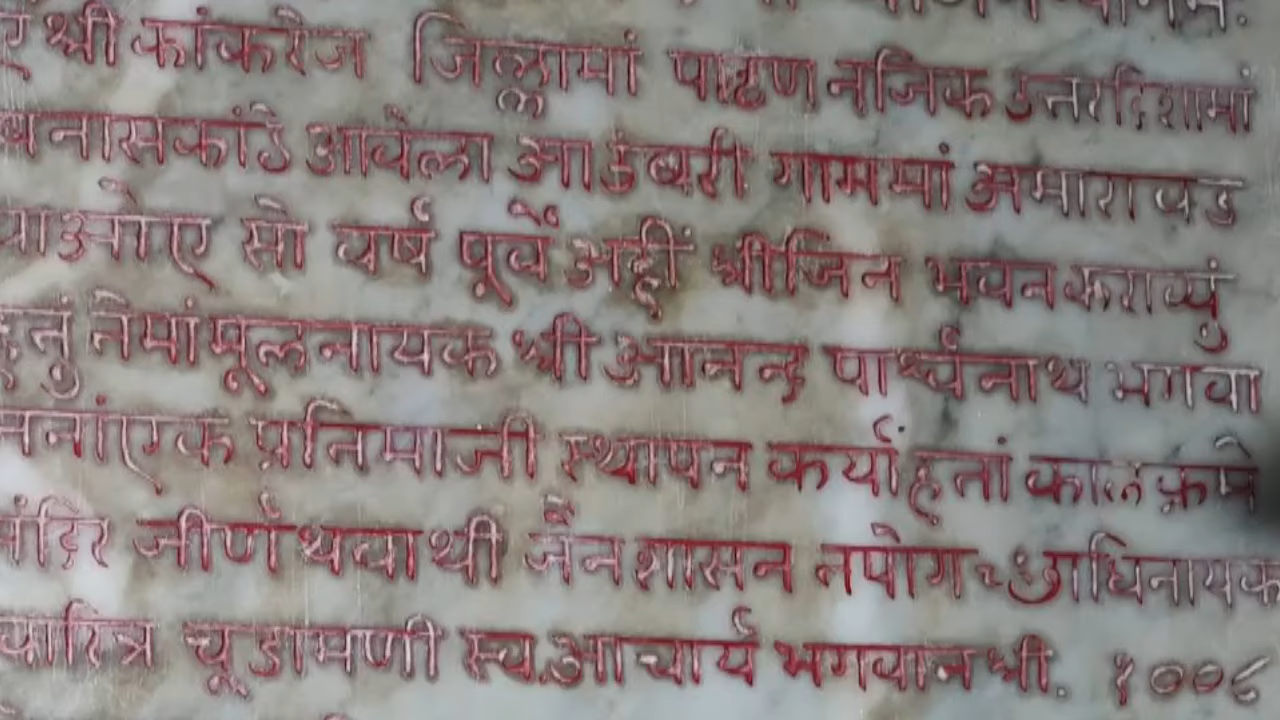 श्री कांकरेज जिल्लामां पाटण नजिक उत्तरदिशामां
बनासकांठे आवेला आडंबरी गाममां अमारा वड
वाओए सो वर्ष पूर्वे अहीं श्रीजिन भवन कराव्युं
हतुं तेमां मूलनायक श्री आनन्द पार्श्वनाथ भगवा
नना एक प्रतिमाजी स्थापन कर्यां हतां कालक्रमे
मंदिर जीर्ण थवाथी जैन शासन तपोगच्छाधिनायक
चारित्र चूडामणी स्व.आचार्य भगवान श्री. १००८